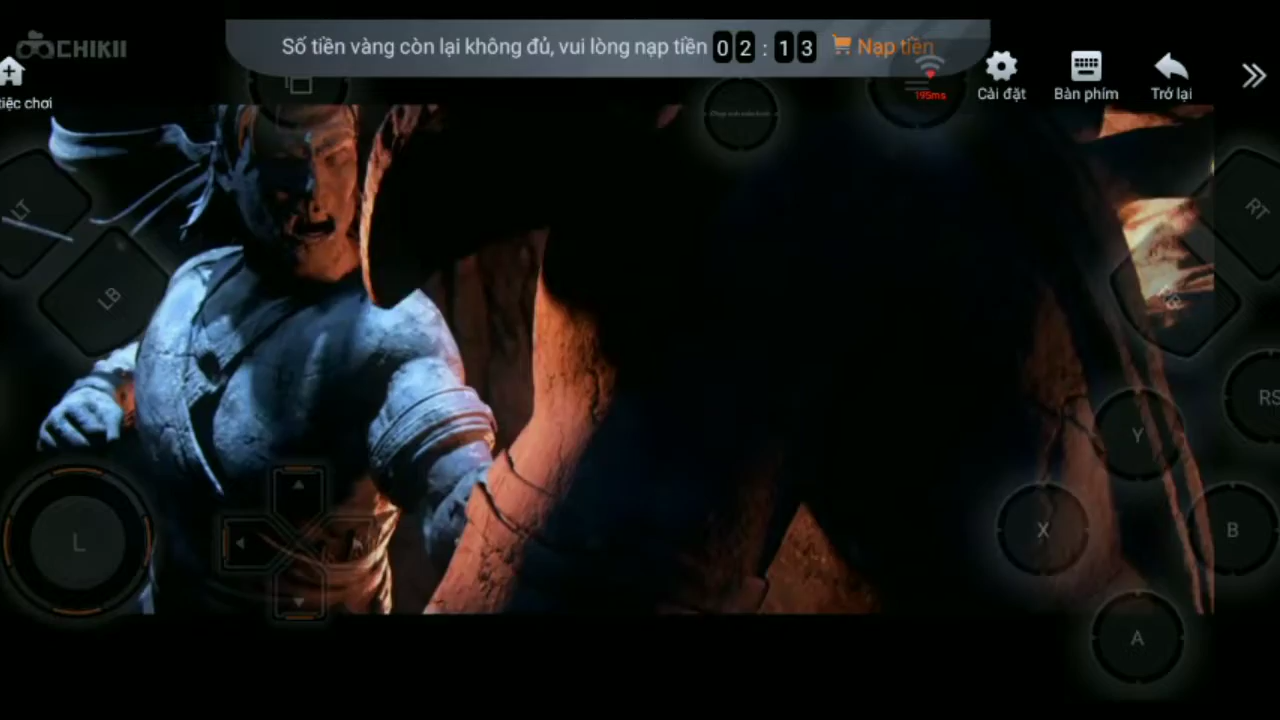 CHIKII
Số tiền vàng còn lại không đủ, vui lòng nạp tiền 02:13 Nạp tiền
195ms
Cài đặt
Bàn phím
Trở lại
tiệc chơi
LT
LB
RT
RS
Y
X
B
A
L